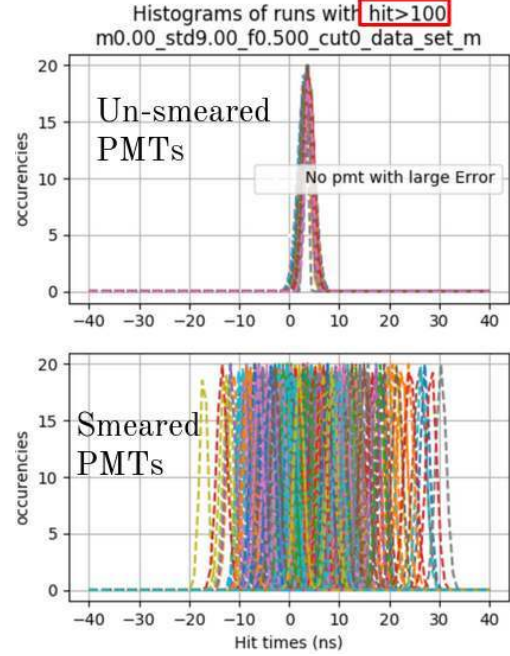 Histograms of runs with hit>100
m0.00_std9.00_f0.500_cut0_data_set_m
20
15
10
5
0
occurencies
Un-smeared
PMTs
No pmt with large Error
−40 −30 −20 −10 0 10 20 30 40
20
15
10
5
0
occurencies
Smeared
PMTs
−40 −30 −20 −10 0 10 20 30 40
Hit times (ns)